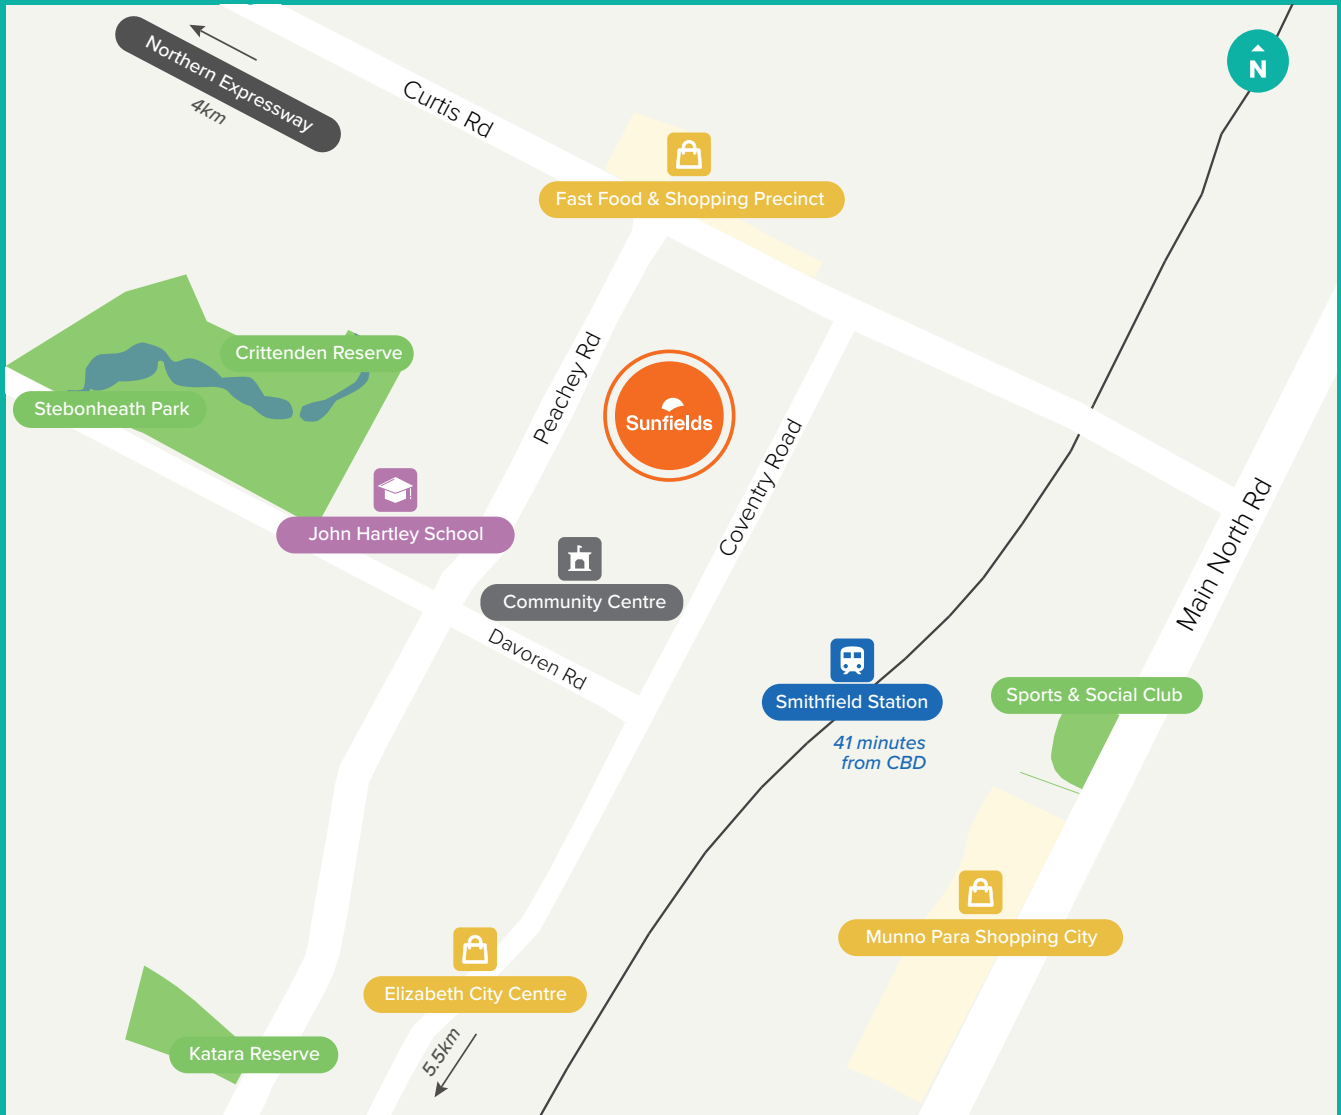 N
Northern Expressway
4km
Curtis Rd
Fast Food & Shopping Precinct
Crittenden Reserve
Stebonheath Park
Peachey Rd
Sunfields
Coventry Road
John Hartley School
Community Centre
Davoren Rd
Main North Rd
Smithfield Station
41 minutes
from CBD
Sports & Social Club
Munno Para Shopping City
Elizabeth City Centre
5.5km
Katara Reserve